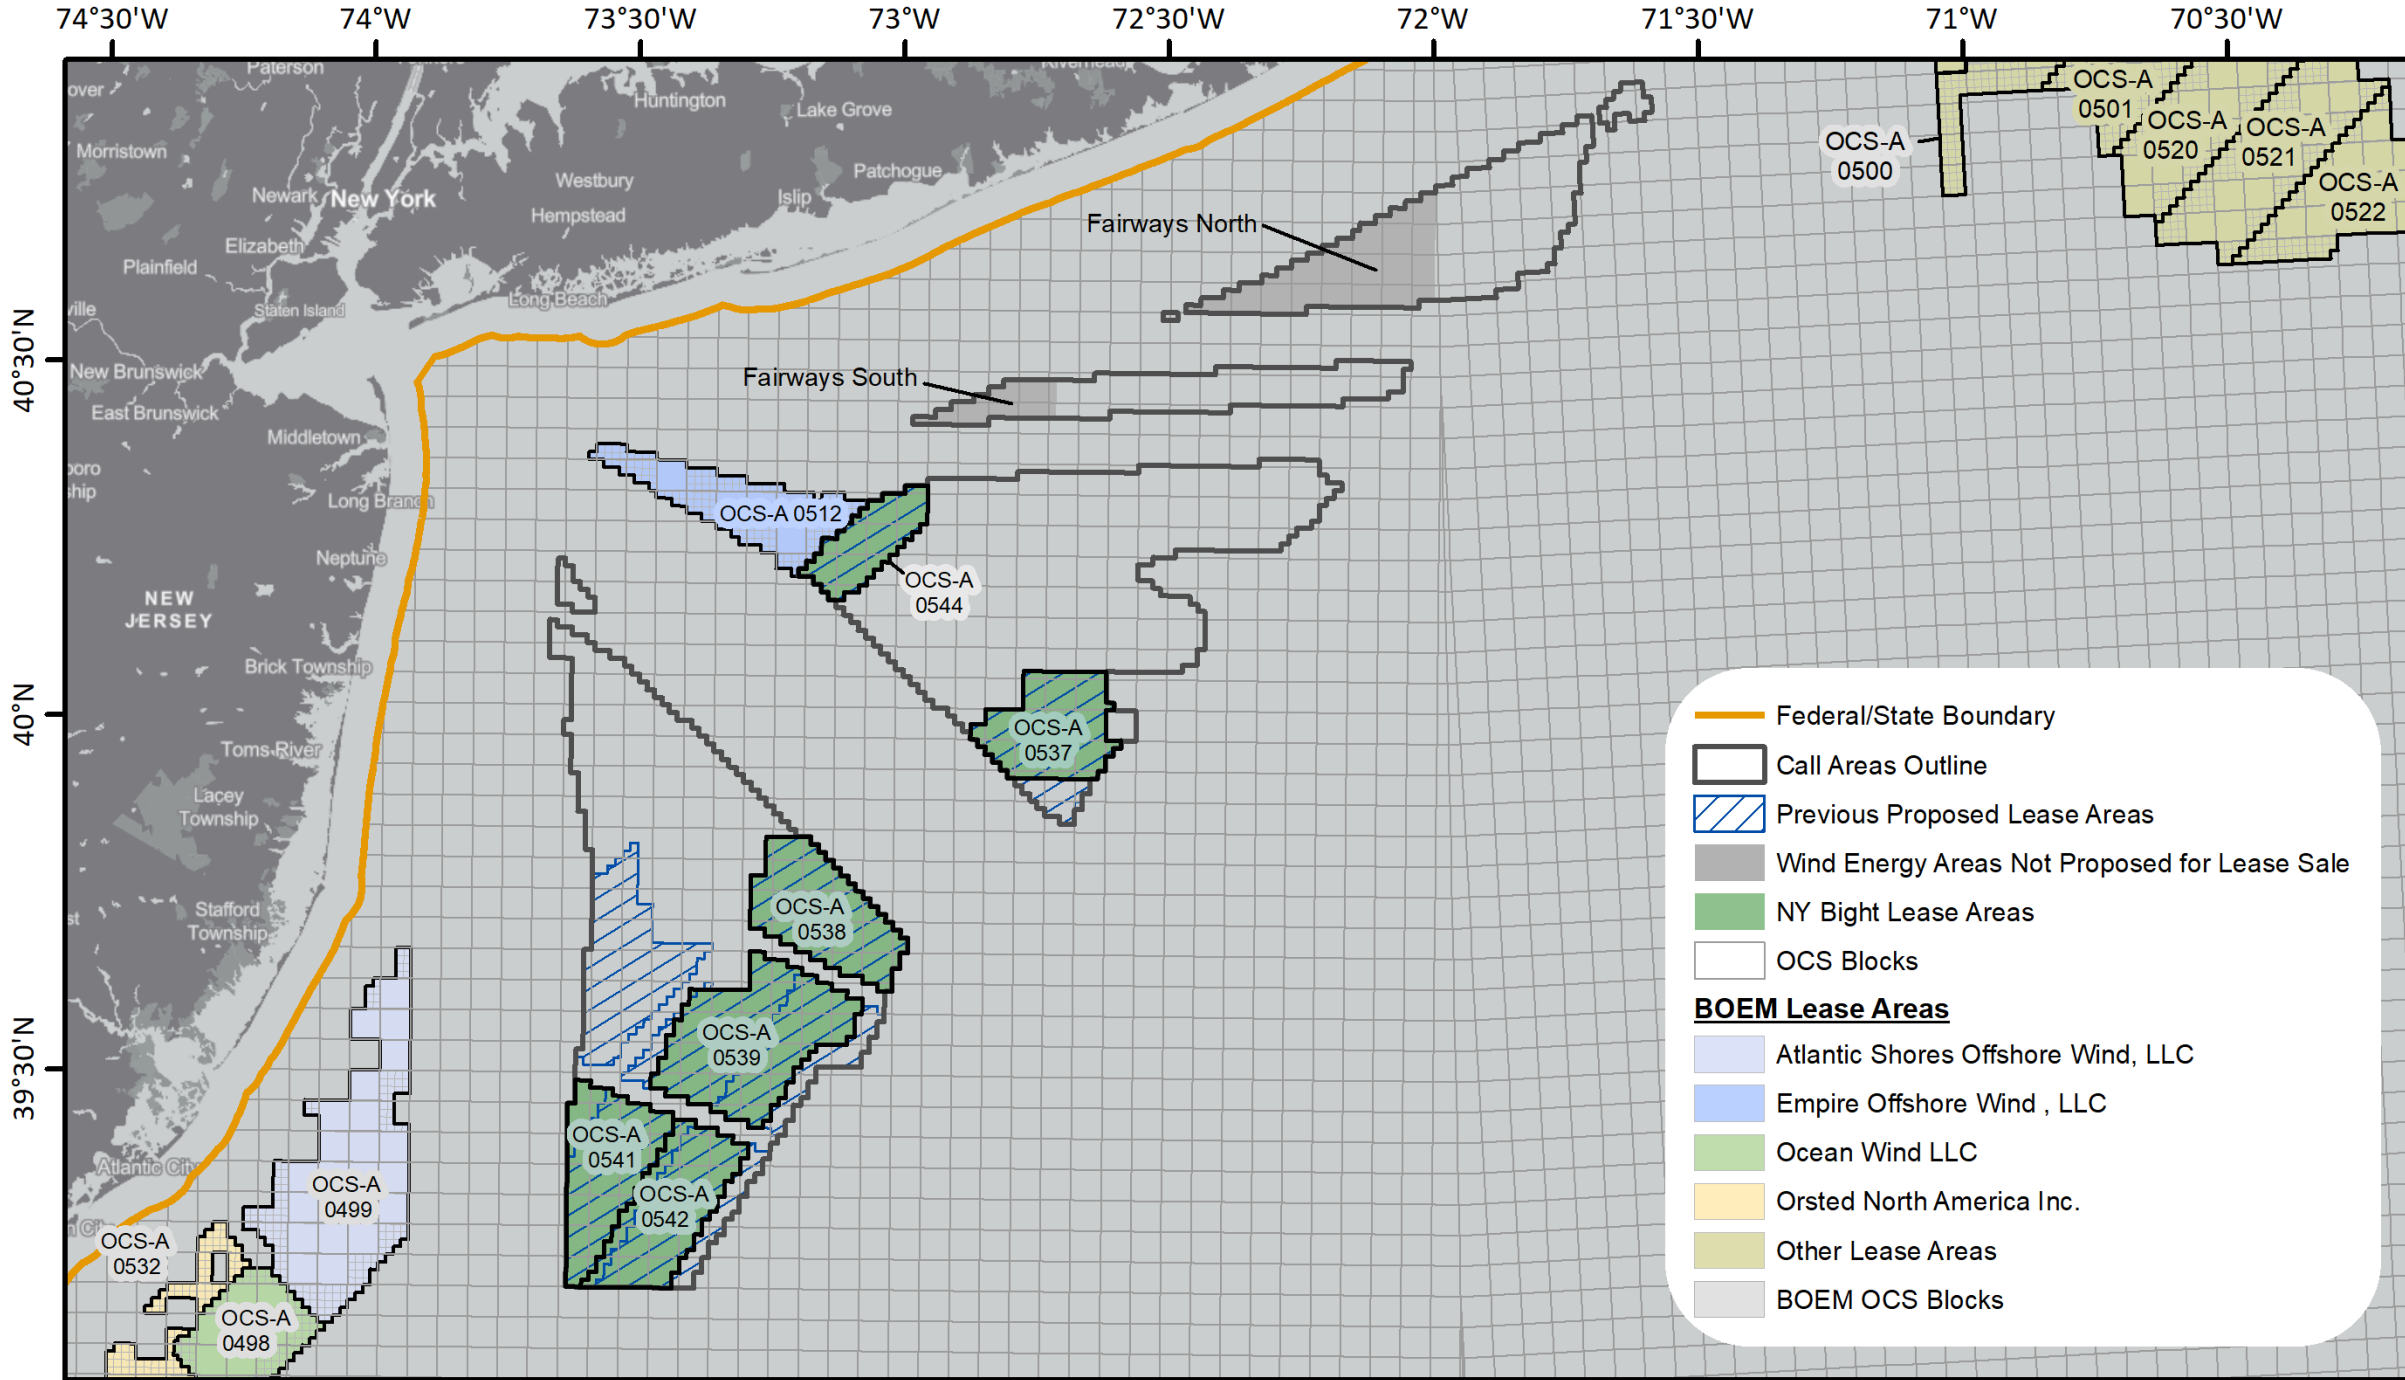 74°30'W 74°W 73°30'W 73°W 72°30'W 72°W 71°30'W 71°W 70°30'W
40°30'N
40°N
39°30'N
Paterson
Morristown
Newark
New York
Elizabeth
Plainfield
Staten Island
New Brunswick
East Brunswick
Middletown
Long Branch
Neptune
NEW
JERSEY
Brick Township
Toms River
Lacey
Township
Stafford
Township
Atlantic City
Huntington
Lake Grove
Riverhead
Westbury
Hempstead
Patchogue
Islip
Long Beach
Fairways North
Fairways South
OCS-A
0500
OCS-A
0501
OCS-A
0520
OCS-A
0521
OCS-A
0522
OCS-A 0512
OCS-A
0544
OCS-A
0537
OCS-A
0538
OCS-A
0539
OCS-A
0541
OCS-A
0542
OCS-A
0499
OCS-A
0532
OCS-A
0498
Federal/State Boundary
Call Areas Outline
Previous Proposed Lease Areas
Wind Energy Areas Not Proposed for Lease Sale
NY Bight Lease Areas
OCS Blocks
BOEM Lease Areas
Atlantic Shores Offshore Wind, LLC
Empire Offshore Wind , LLC
Ocean Wind LLC
Orsted North America Inc.
Other Lease Areas
BOEM OCS Blocks